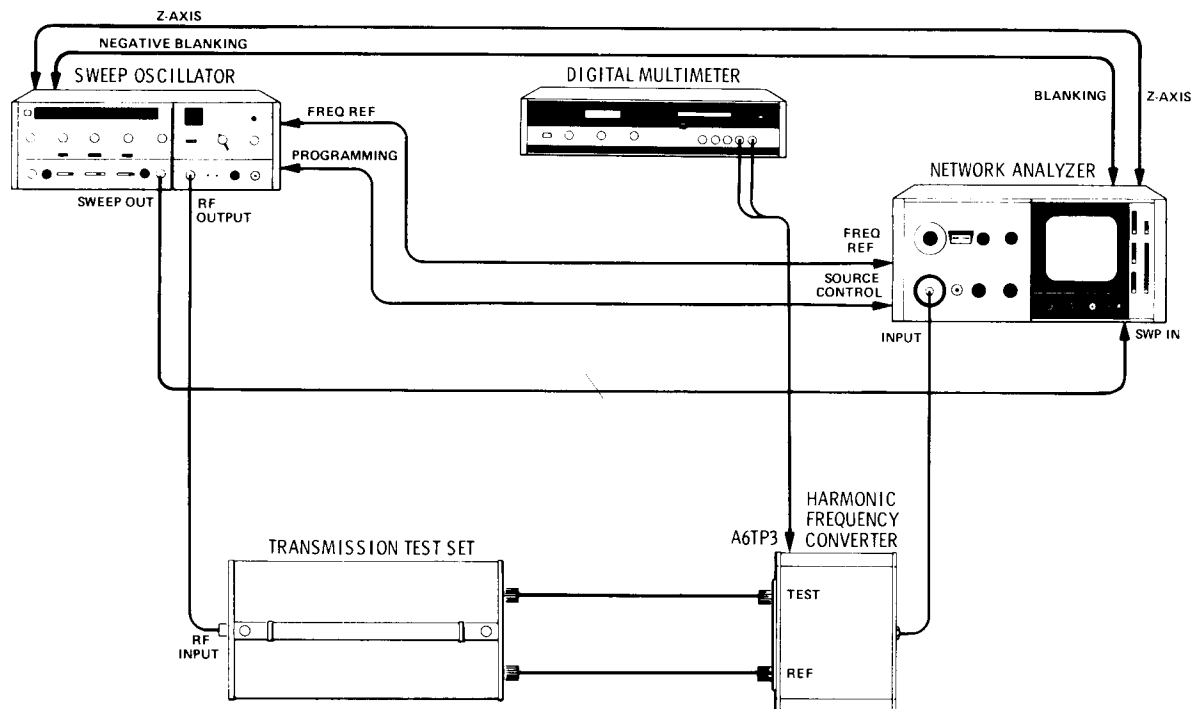 Z-AXIS
NEGATIVE BLANKING
SWEEP OSCILLATOR
DIGITAL MULTIMETER
BLANKING
Z-AXIS
FREQ REF
PROGRAMMING
NETWORK ANALYZER
SWEEP OUT
RF
OUTPUT
FREQ
REF
SOURCE
CONTROL
INPUT
SWP IN
HARMONIC
FREQUENCY
CONVERTER
A6TP3
TRANSMISSION TEST SET
TEST
RF
INPUT
REF